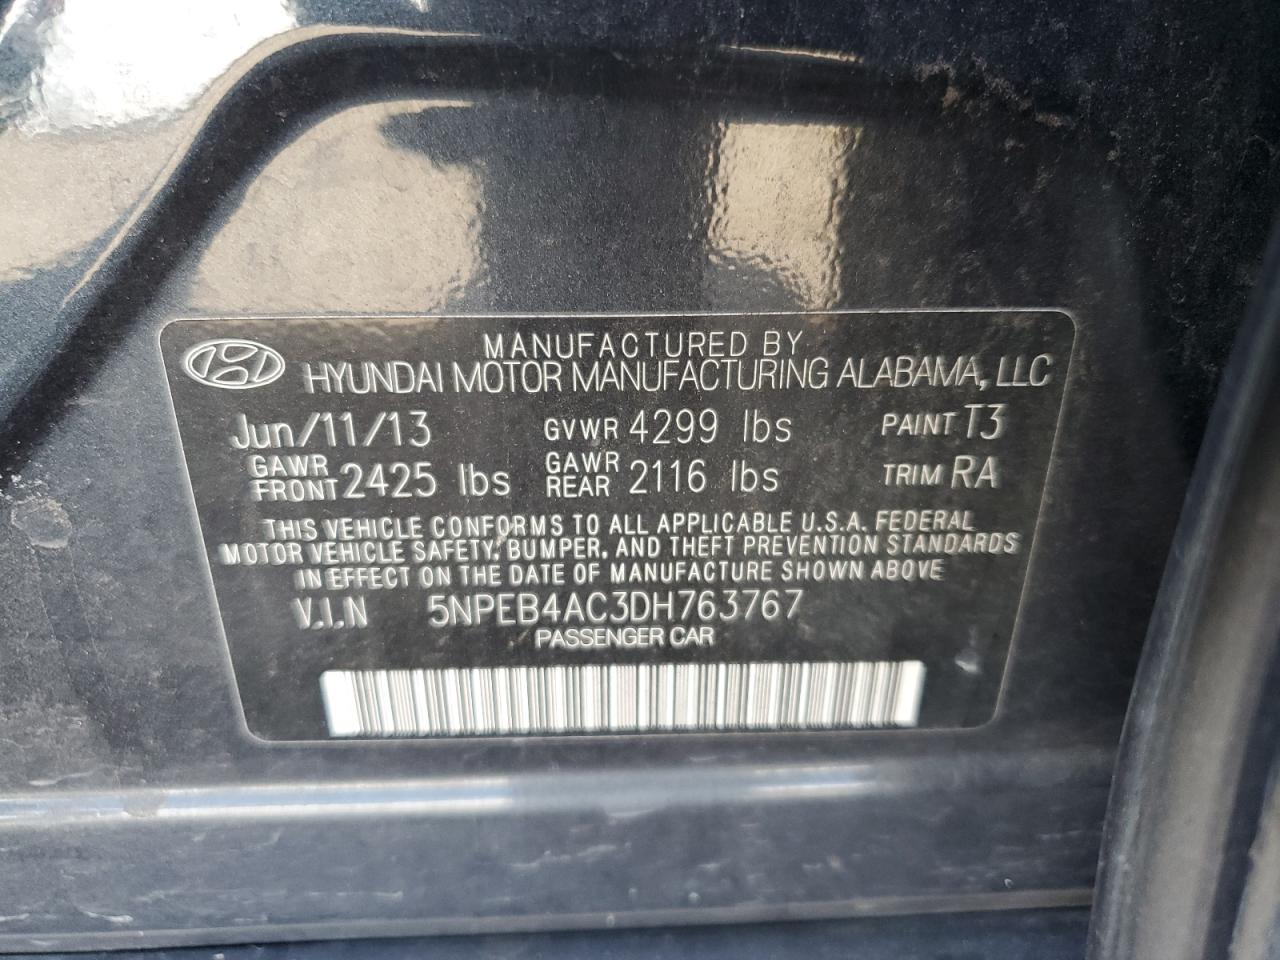 MANUFACTURED BY
HYUNDAI MOTOR MANUFACTURING ALABAMA, LLC
Jun/11/13 GVWR 4299 lbs PAINT T3
GAWR FRONT 2425 lbs GAWR REAR 2116 lbs TRIM RA
THIS VEHICLE CONFORMS TO ALL APPLICABLE U.S.A. FEDERAL
MOTOR VEHICLE SAFETY, BUMPER, AND THEFT PREVENTION STANDARDS
IN EFFECT ON THE DATE OF MANUFACTURE SHOWN ABOVE
V.I.N 5NPEB4AC3DH763767
PASSENGER CAR